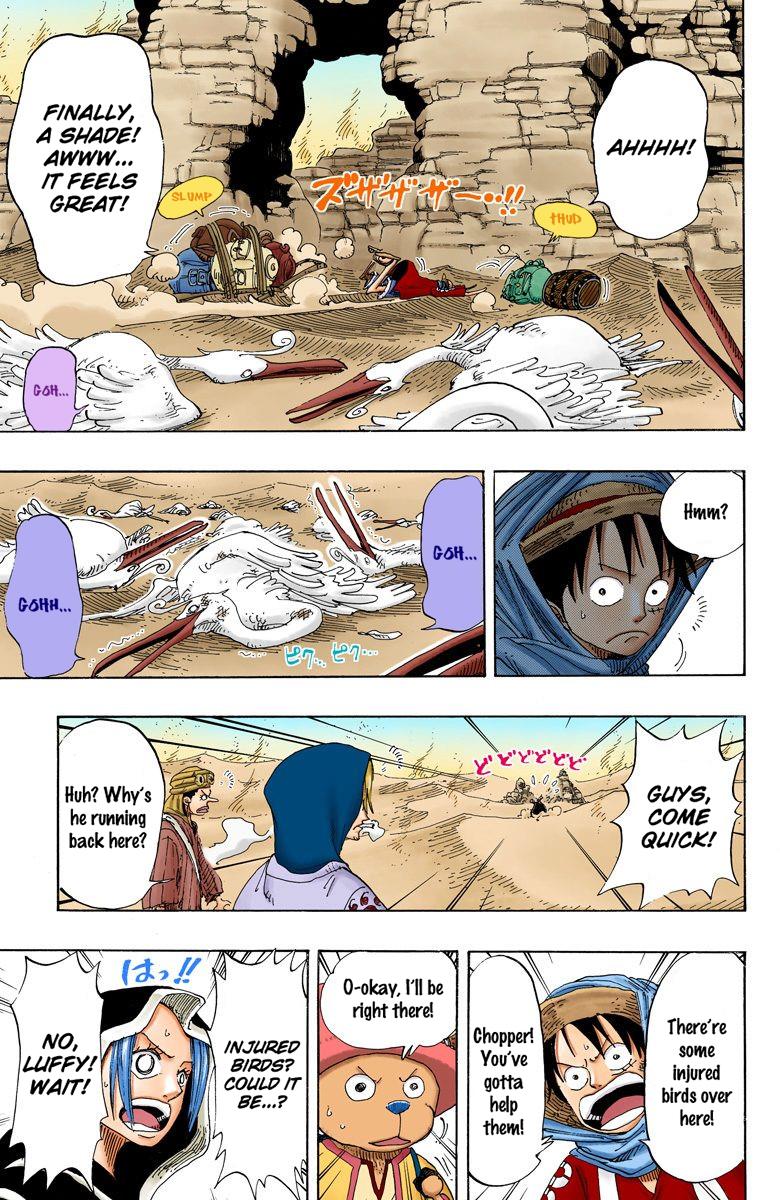 AHHHH!
FINALLY,
A SHADE!
AWWW...
IT FEELS
GREAT!
THUD
ズザザザー・・!!
SLUMP
GOH...
Hmm?
GOH...
ピク... ピク...
GOHH...
GUYS,
COME
QUICK!
どどどどどど
Huh? Why's
he running
back here?
There're
some
injured
birds over
here!
Chopper!
You've
gotta
help
them!
O-okay, I'll be
right there!
INJURED
BIRDS?
COULD IT
BE...?
はっ!!
NO,
LUFFY!
WAIT!